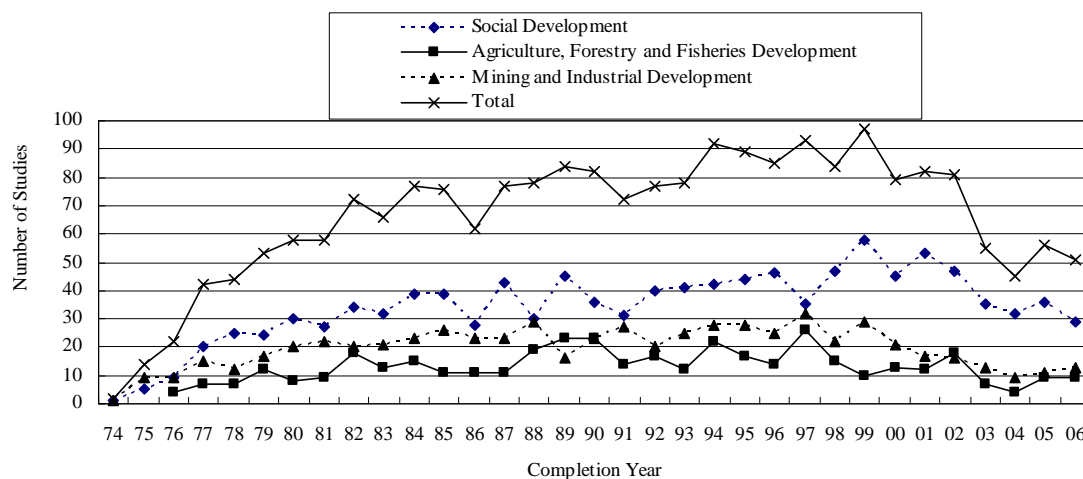 Social Development
Agriculture, Forestry and Fisheries Development
Mining and Industrial Development
Total
Number of Studies
100
90
80
70
60
50
40
30
20
10
0
74 75 76 77 78 79 80 81 82 83 84 85 86 87 88 89 90 91 92 93 94 95 96 97 98 99 00 01 02 03 04 05 06
Completion Year